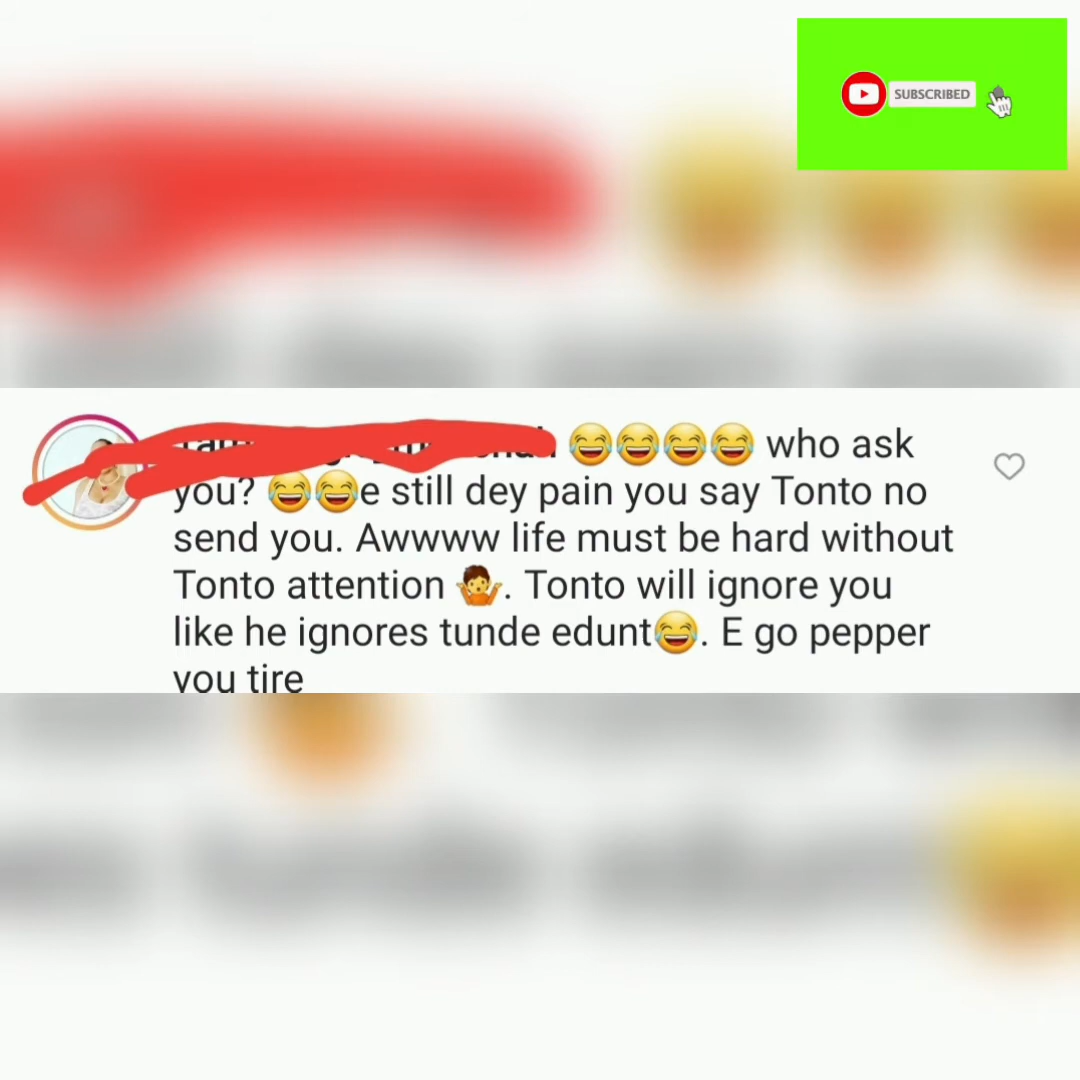 SUBSCRIBED
😂😂😂😂 who ask
you? 😂😂e still dey pain you say Tonto no
send you. Awwww life must be hard without
Tonto attention 🤷. Tonto will ignore you
like he ignores tunde edunt😂. E go pepper
you tire